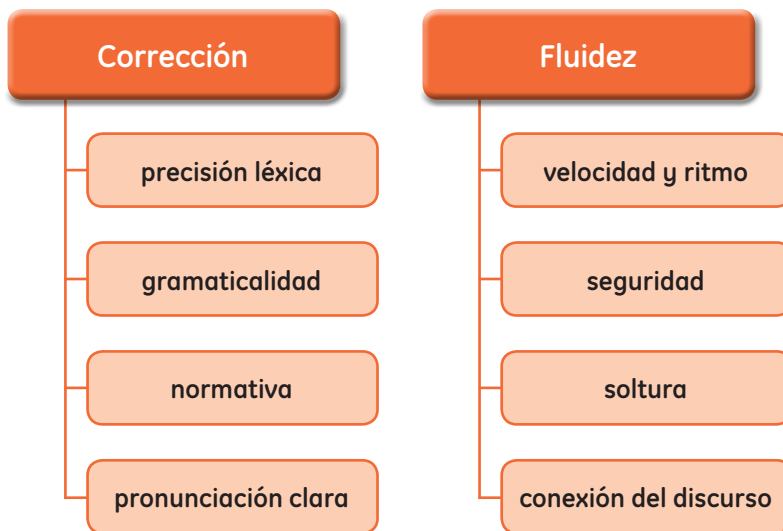 Corrección
precisión léxica
gramaticalidad
normativa
pronunciación clara
Fluidez
velocidad y ritmo
seguridad
soltura
conexión del discurso